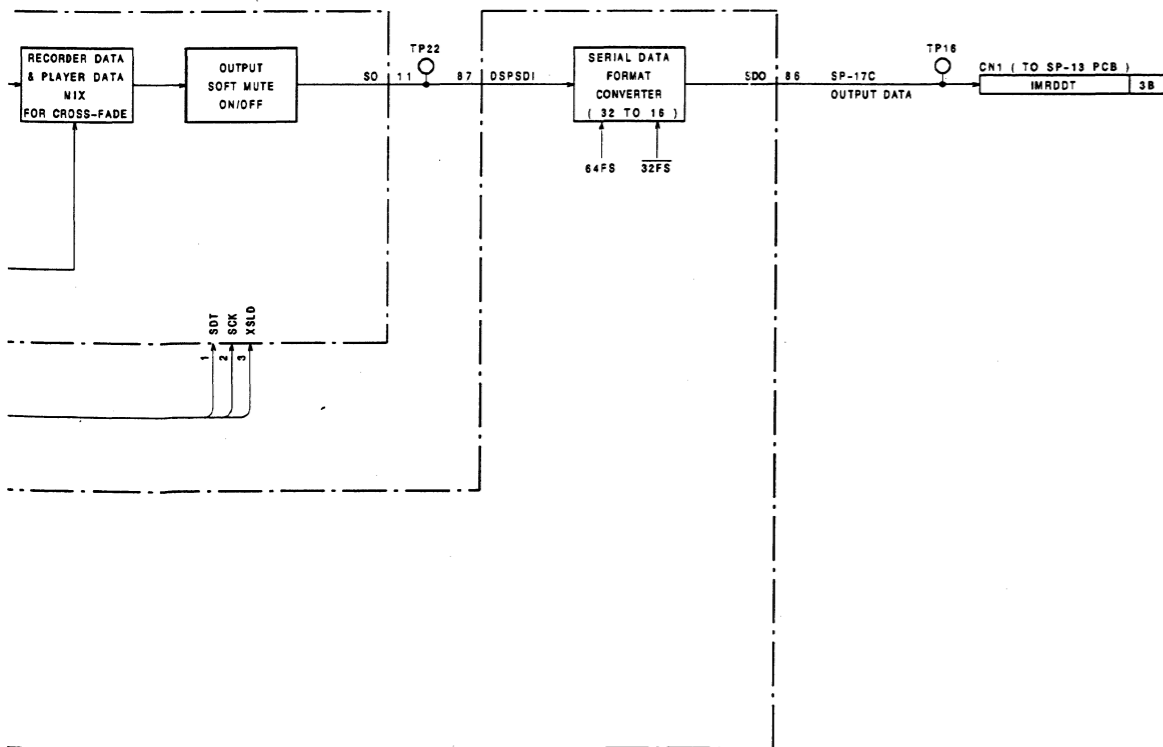 RECORDER DATA
& PLAYER DATA
MIX
FOR CROSS-FADE
OUTPUT
SOFT MUTE
ON/OFF
SO 11
TP22
87 DSPSDI
SERIAL DATA
FORMAT
CONVERTER
( 32 TO 16 )
64FS
32FS
SDO 86
SP-17C
OUTPUT DATA
TP16
CN1 ( TO SP-13 PCB )
IMRDDT 3B
SDT
SCK
XSLD
1
2
3